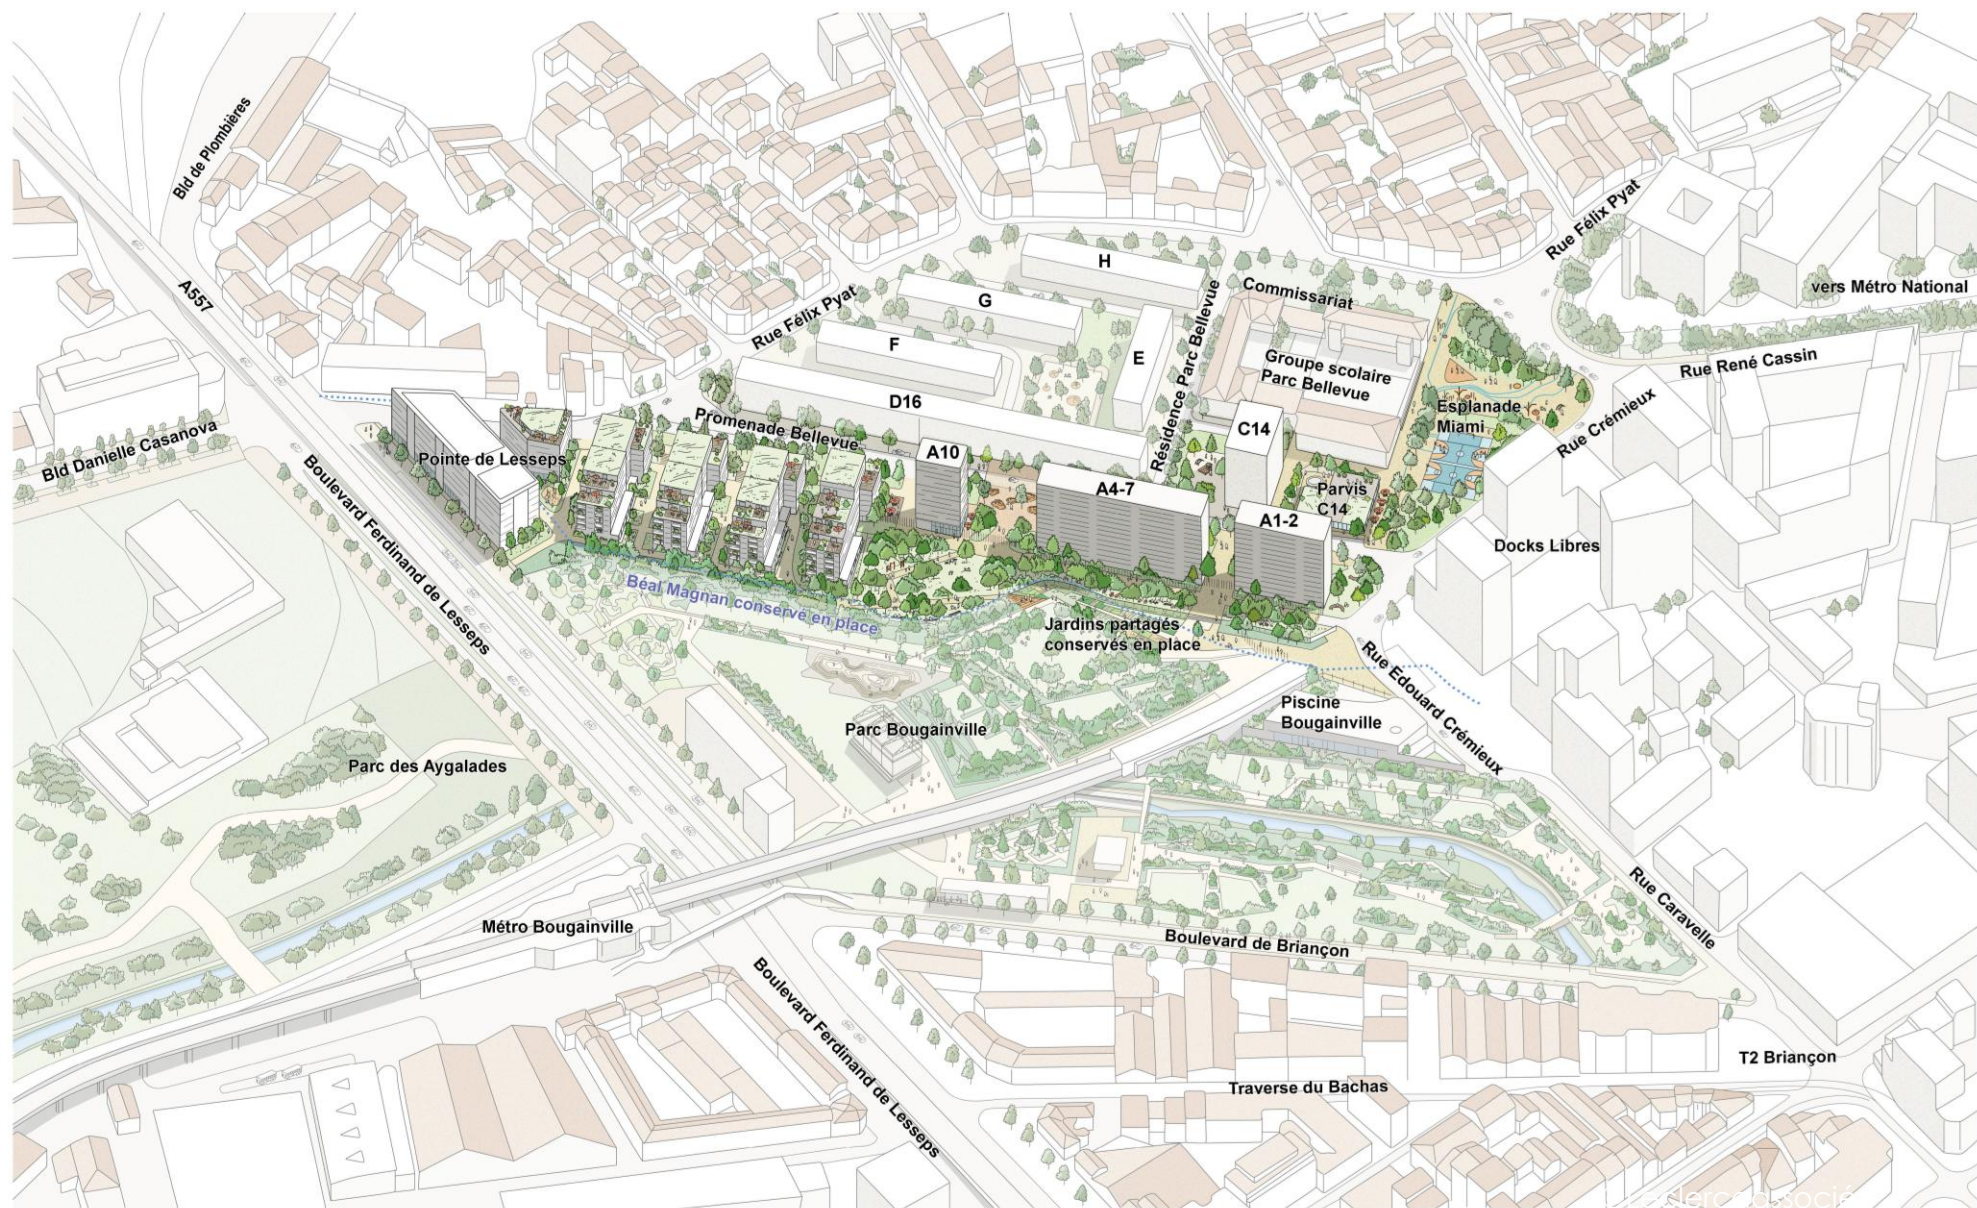 Bld de Plombières
A557
Rue Félix Pyat
H
G
F
E
D16
Résidence Parc Bellevue
Commissariat
Groupe scolaire
Parc Bellevue
Rue Félix Pyat
vers Métro National
Rue René Cassin
Rue Crémieux
Esplanade
Miami
Bld Danielle Casanova
Pointe de Lesseps
Promenade Bellevue
A10
C14
A4-7
A1-2
Parvis
C14
Docks Libres
Boulevard Ferdinand de Lesseps
Béal Magnan conservé en place
Jardins partagés
conservés en place
Rue Edouard Crémieux
Piscine
Bougainville
Parc Bougainville
Parc des Aygalades
Métro Bougainville
Boulevard de Briançon
Rue Caravelle
Boulevard Ferdinand de Lesseps
T2 Briançon
Traverse du Bachas